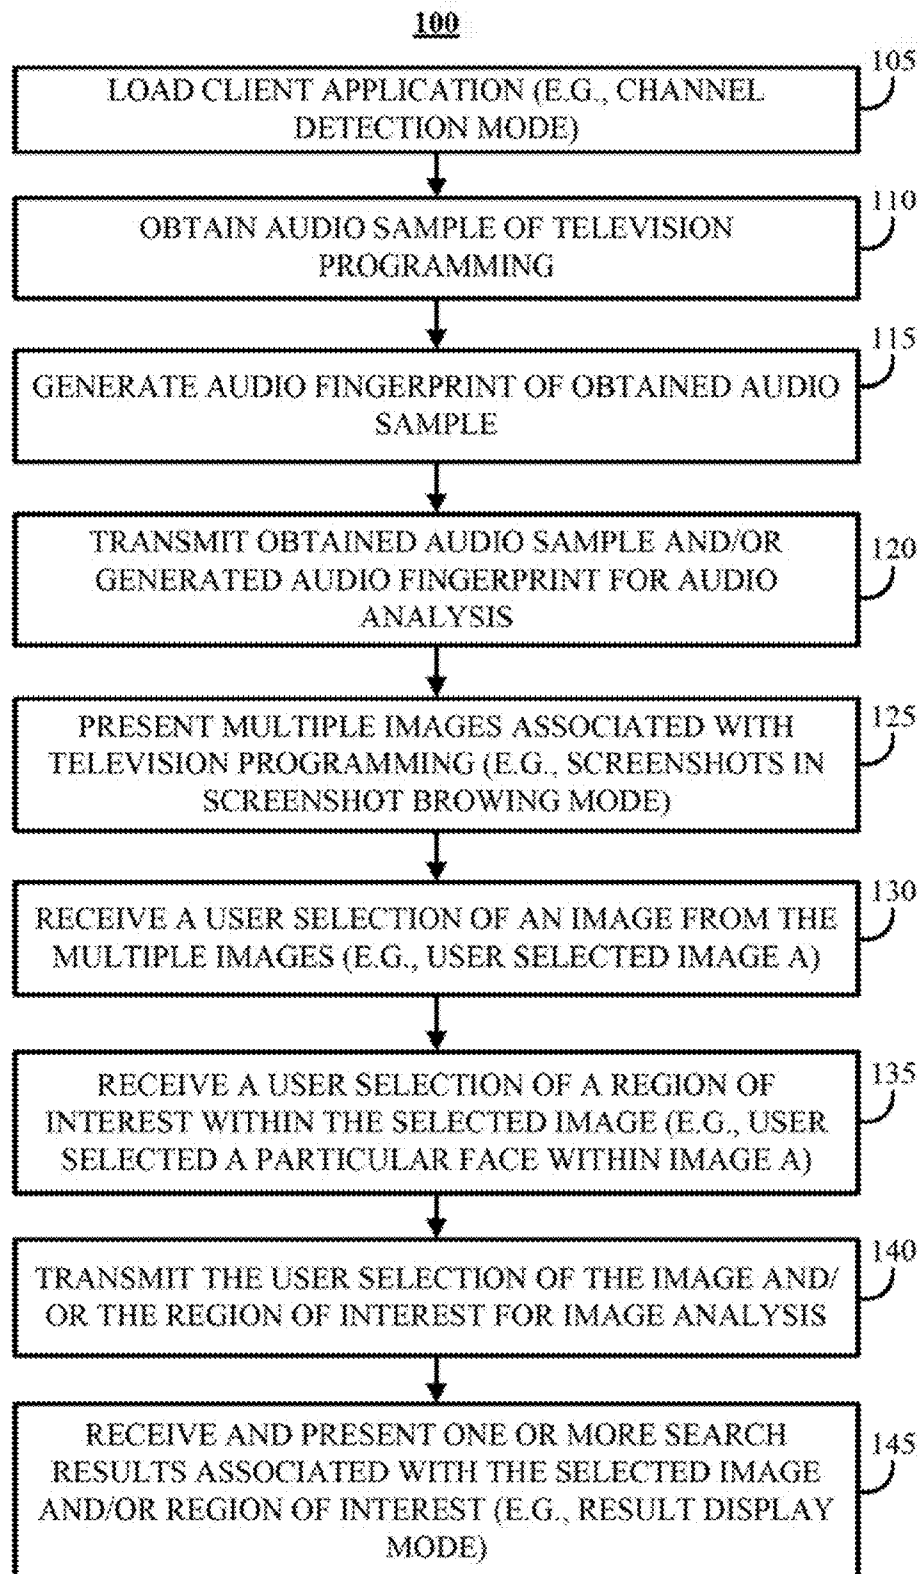 100
105
LOAD CLIENT APPLICATION (E.G., CHANNEL
DETECTION MODE)
110
OBTAIN AUDIO SAMPLE OF TELEVISION
PROGRAMMING
115
GENERATE AUDIO FINGERPRINT OF OBTAINED AUDIO
SAMPLE
120
TRANSMIT OBTAINED AUDIO SAMPLE AND/OR
GENERATED AUDIO FINGERPRINT FOR AUDIO
ANALYSIS
125
PRESENT MULTIPLE IMAGES ASSOCIATED WITH
TELEVISION PROGRAMMING (E.G., SCREENSHOTS IN
SCREENSHOT BROWING MODE)
130
RECEIVE A USER SELECTION OF AN IMAGE FROM THE
MULTIPLE IMAGES (E.G., USER SELECTED IMAGE A)
135
RECEIVE A USER SELECTION OF A REGION OF
INTEREST WITHIN THE SELECTED IMAGE (E.G., USER
SELECTED A PARTICULAR FACE WITHIN IMAGE A)
140
TRANSMIT THE USER SELECTION OF THE IMAGE AND/
OR THE REGION OF INTEREST FOR IMAGE ANALYSIS
145
RECEIVE AND PRESENT ONE OR MORE SEARCH
RESULTS ASSOCIATED WITH THE SELECTED IMAGE
AND/OR REGION OF INTEREST (E.G., RESULT DISPLAY
MODE)